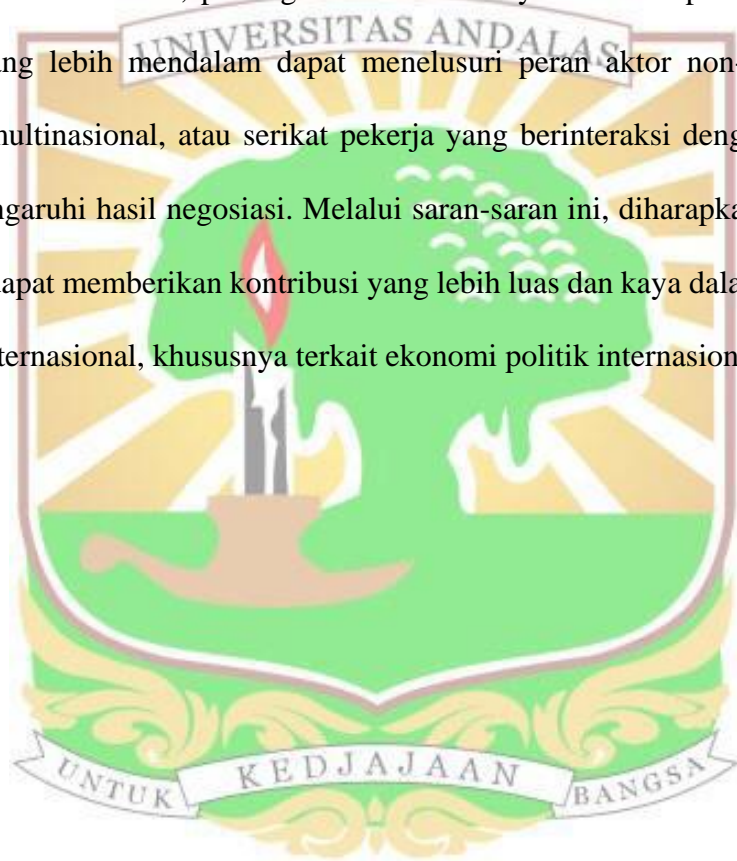 UNIVERSITAS ANDALAS
ng lebih mendalam dapat menelusuri peran aktor non-
multinasional, atau serikat pekerja yang berinteraksi deng
ngaruhi hasil negosiasi. Melalui saran-saran ini, diharapka
dapat memberikan kontribusi yang lebih luas dan kaya dala
ternasional, khususnya terkait ekonomi politik internasion
UNTUK KEDJAJAAN BANGSA